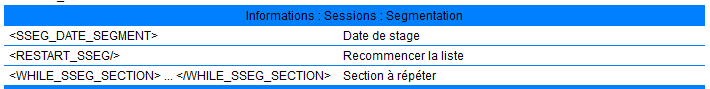 Informations : Sessions : Segmentation
<SSEG_DATE_SEGMENT> Date de stage
<RESTART_SSEG/> Recommencer la liste
<WHILE_SSEG_SECTION> ... </WHILE_SSEG_SECTION> Section à répéter